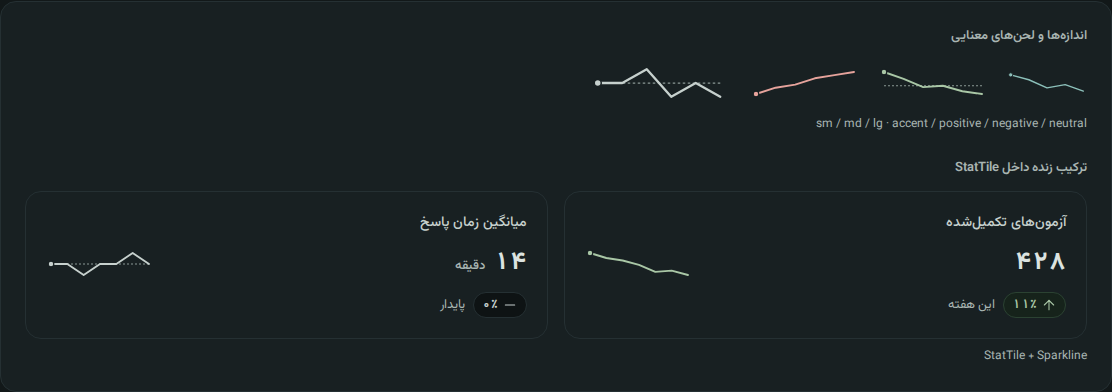 اندازه‌ها و لحن‌های معنایی
sm / md / lg · accent / positive / negative / neutral
ترکیب زنده داخل StatTile
آزمون‌های تکمیل‌شده
۴۲۸
۱۱٪ این هفته
میانگین زمان پاسخ
۱۴ دقیقه
۰٪ پایدار
StatTile + Sparkline